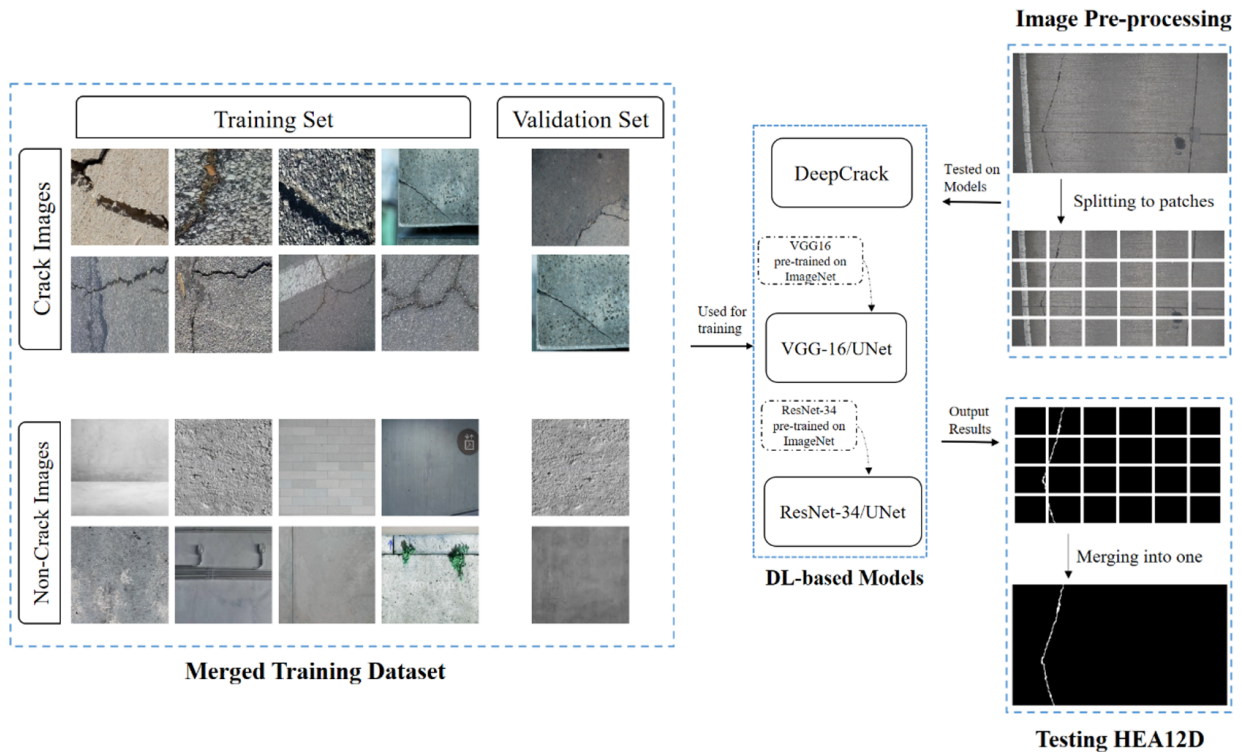 Image Pre-processing
Training Set
Validation Set
Crack Images
Non-Crack Images
Merged Training Dataset
Used for
training
DeepCrack
VGG16
pre-trained on
ImageNet
VGG-16/UNet
ResNet-34
pre-trained on
ImageNet
ResNet-34/UNet
DL-based Models
Tested on
Models
Splitting to patches
Output
Results
Merging into one
Testing HEA12D